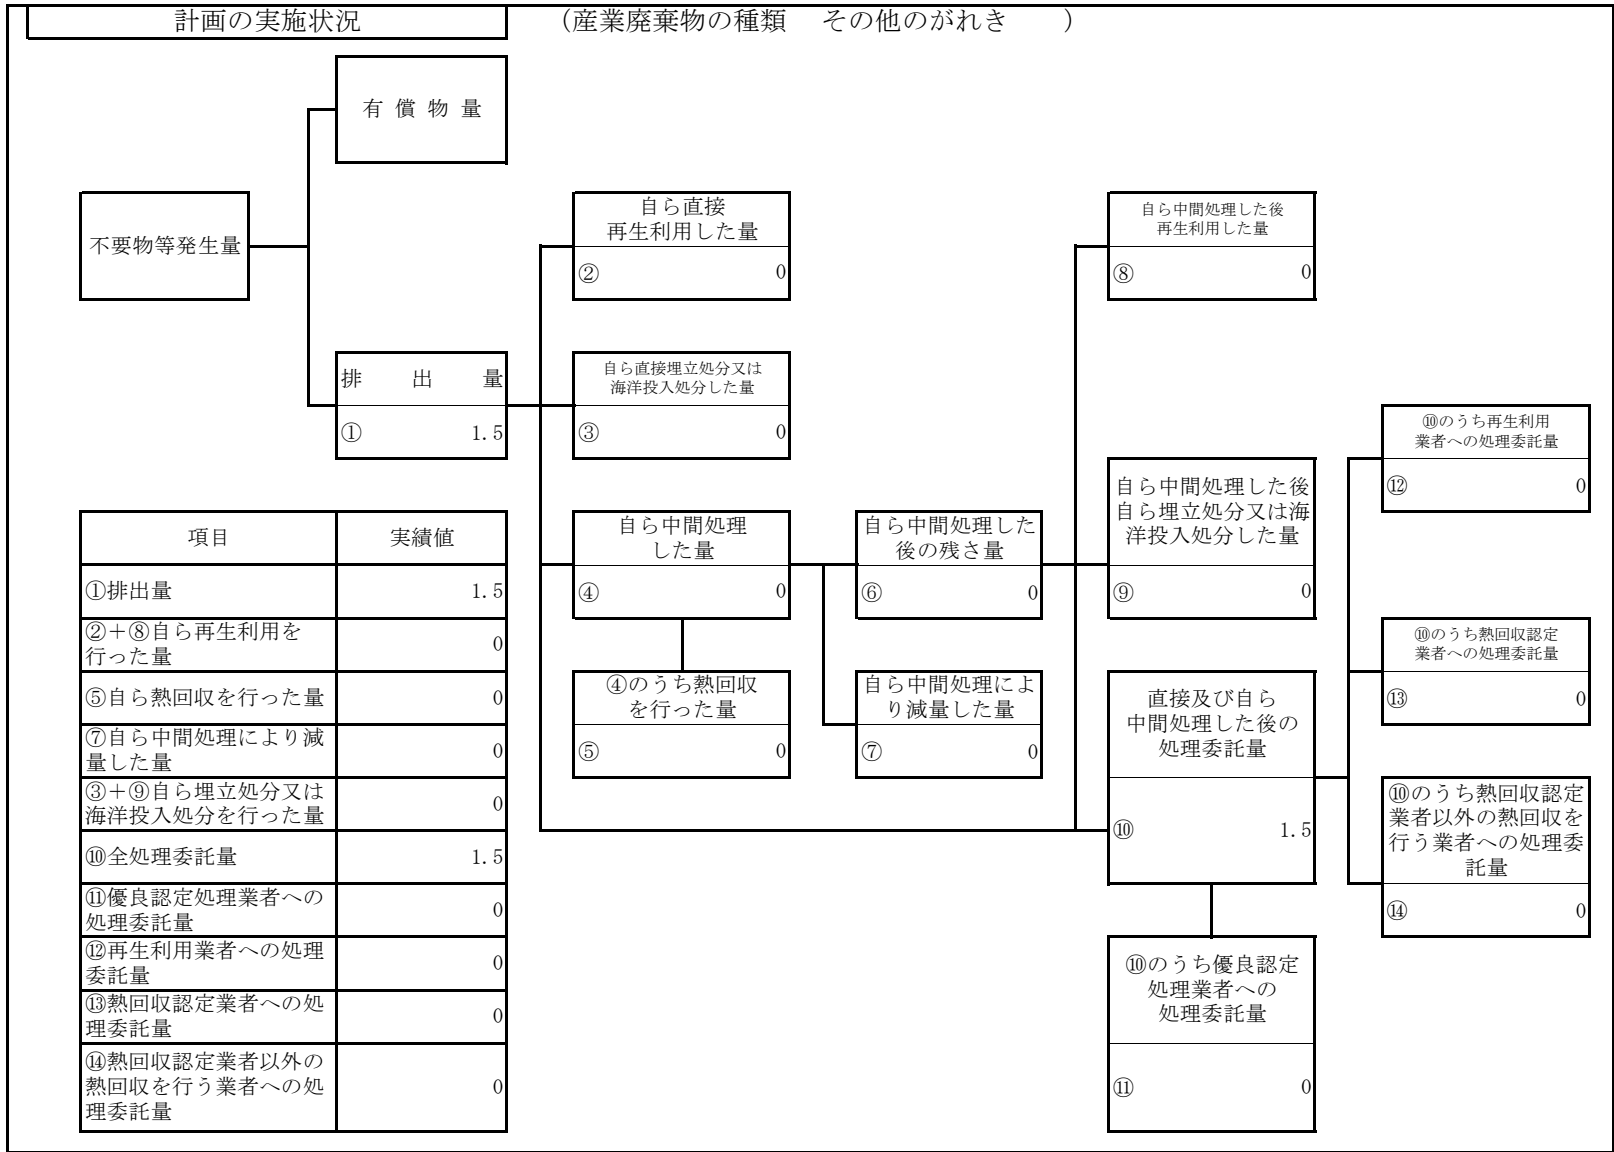 計画の実施状況 （産業廃棄物の種類 その他のがれき ）
有償物量
不要物等発生量
自ら直接
再生利用した量
② 0
自ら中間処理した後
再生利用した量
⑧ 0
排出量
① 1.5
自ら直接埋立処分又は
海洋投入処分した量
③ 0
⑩のうち再生利用
業者への処理委託量
⑫ 0
自ら中間処理した後
自ら埋立処分又は海
洋投入処分した量
⑨ 0
自ら中間処理
した量
④ 0
自ら中間処理した
後の残さ量
⑥ 0
⑩のうち熱回収認定
業者への処理委託量
⑬ 0
④のうち熱回収
を行った量
⑤ 0
自ら中間処理によ
り減量した量
⑦ 0
直接及び自ら
中間処理した後の
処理委託量
⑩ 1.5
⑩のうち熱回収認定
業者以外の熱回収を
行う業者への処理委
託量
⑭ 0
⑩のうち優良認定
処理業者への
処理委託量
⑪ 0
項目 実績値
①排出量 1.5
②＋⑧自ら再生利用を
行った量 0
⑤自ら熱回収を行った量 0
⑦自ら中間処理により減
量した量 0
③＋⑨自ら埋立処分又は
海洋投入処分を行った量 0
⑩全処理委託量 1.5
⑪優良認定処理業者への
処理委託量 0
⑫再生利用業者への処理
委託量 0
⑬熱回収認定業者への処
理委託量 0
⑭熱回収認定業者以外の
熱回収を行う業者への処
理委託量 0